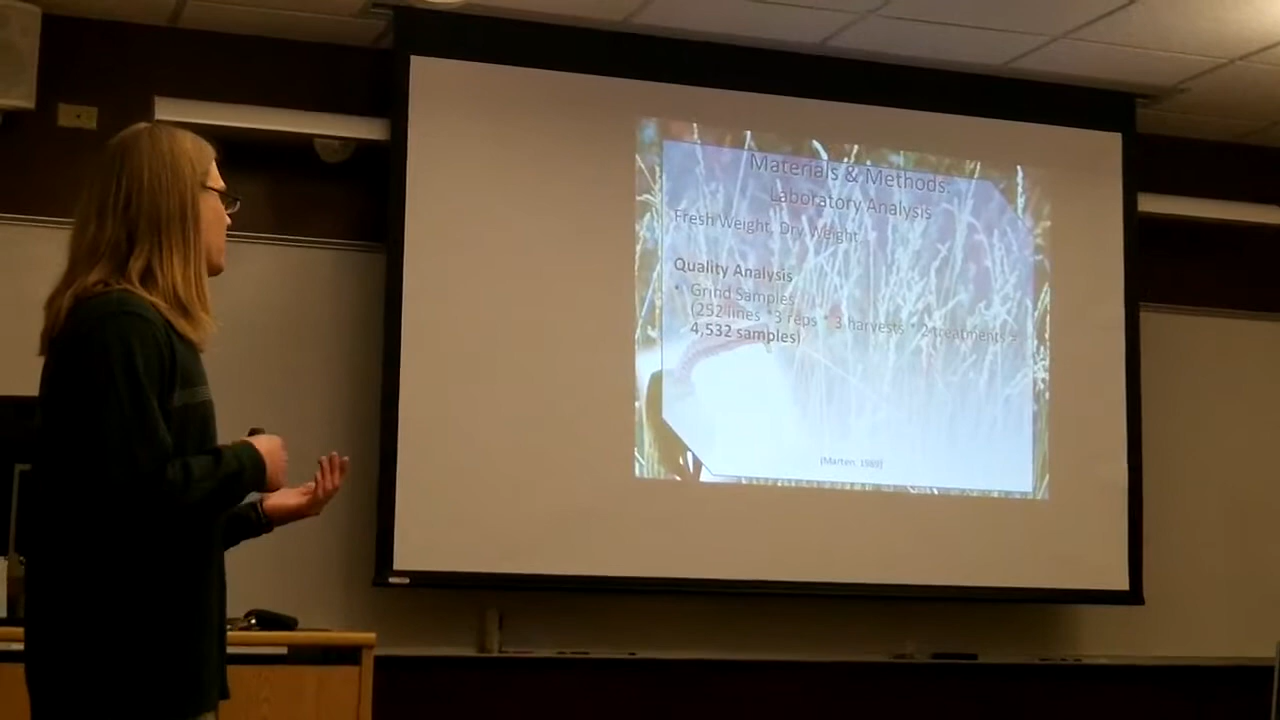 Materials & Methods:
Laboratory Analysis
Fresh Weight, Dry Weight
Quality Analysis
• Grind Samples
(252 lines *3 reps * 3 harvests * 2 treatments =
4,532 samples)
(Marten, 1989)